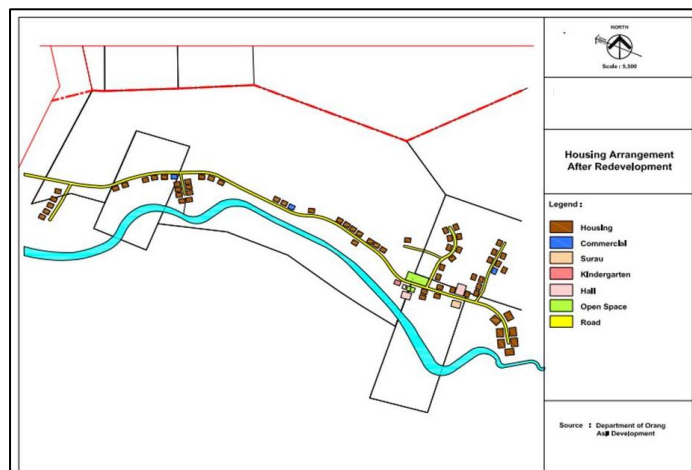 NORTH
Scale : 5,500
Housing Arrangement
After Redevelopment
Legend :
Housing
Commercial
Surau
Kindergarten
Hall
Open Space
Road
Source : Department of Orang
Asli Development